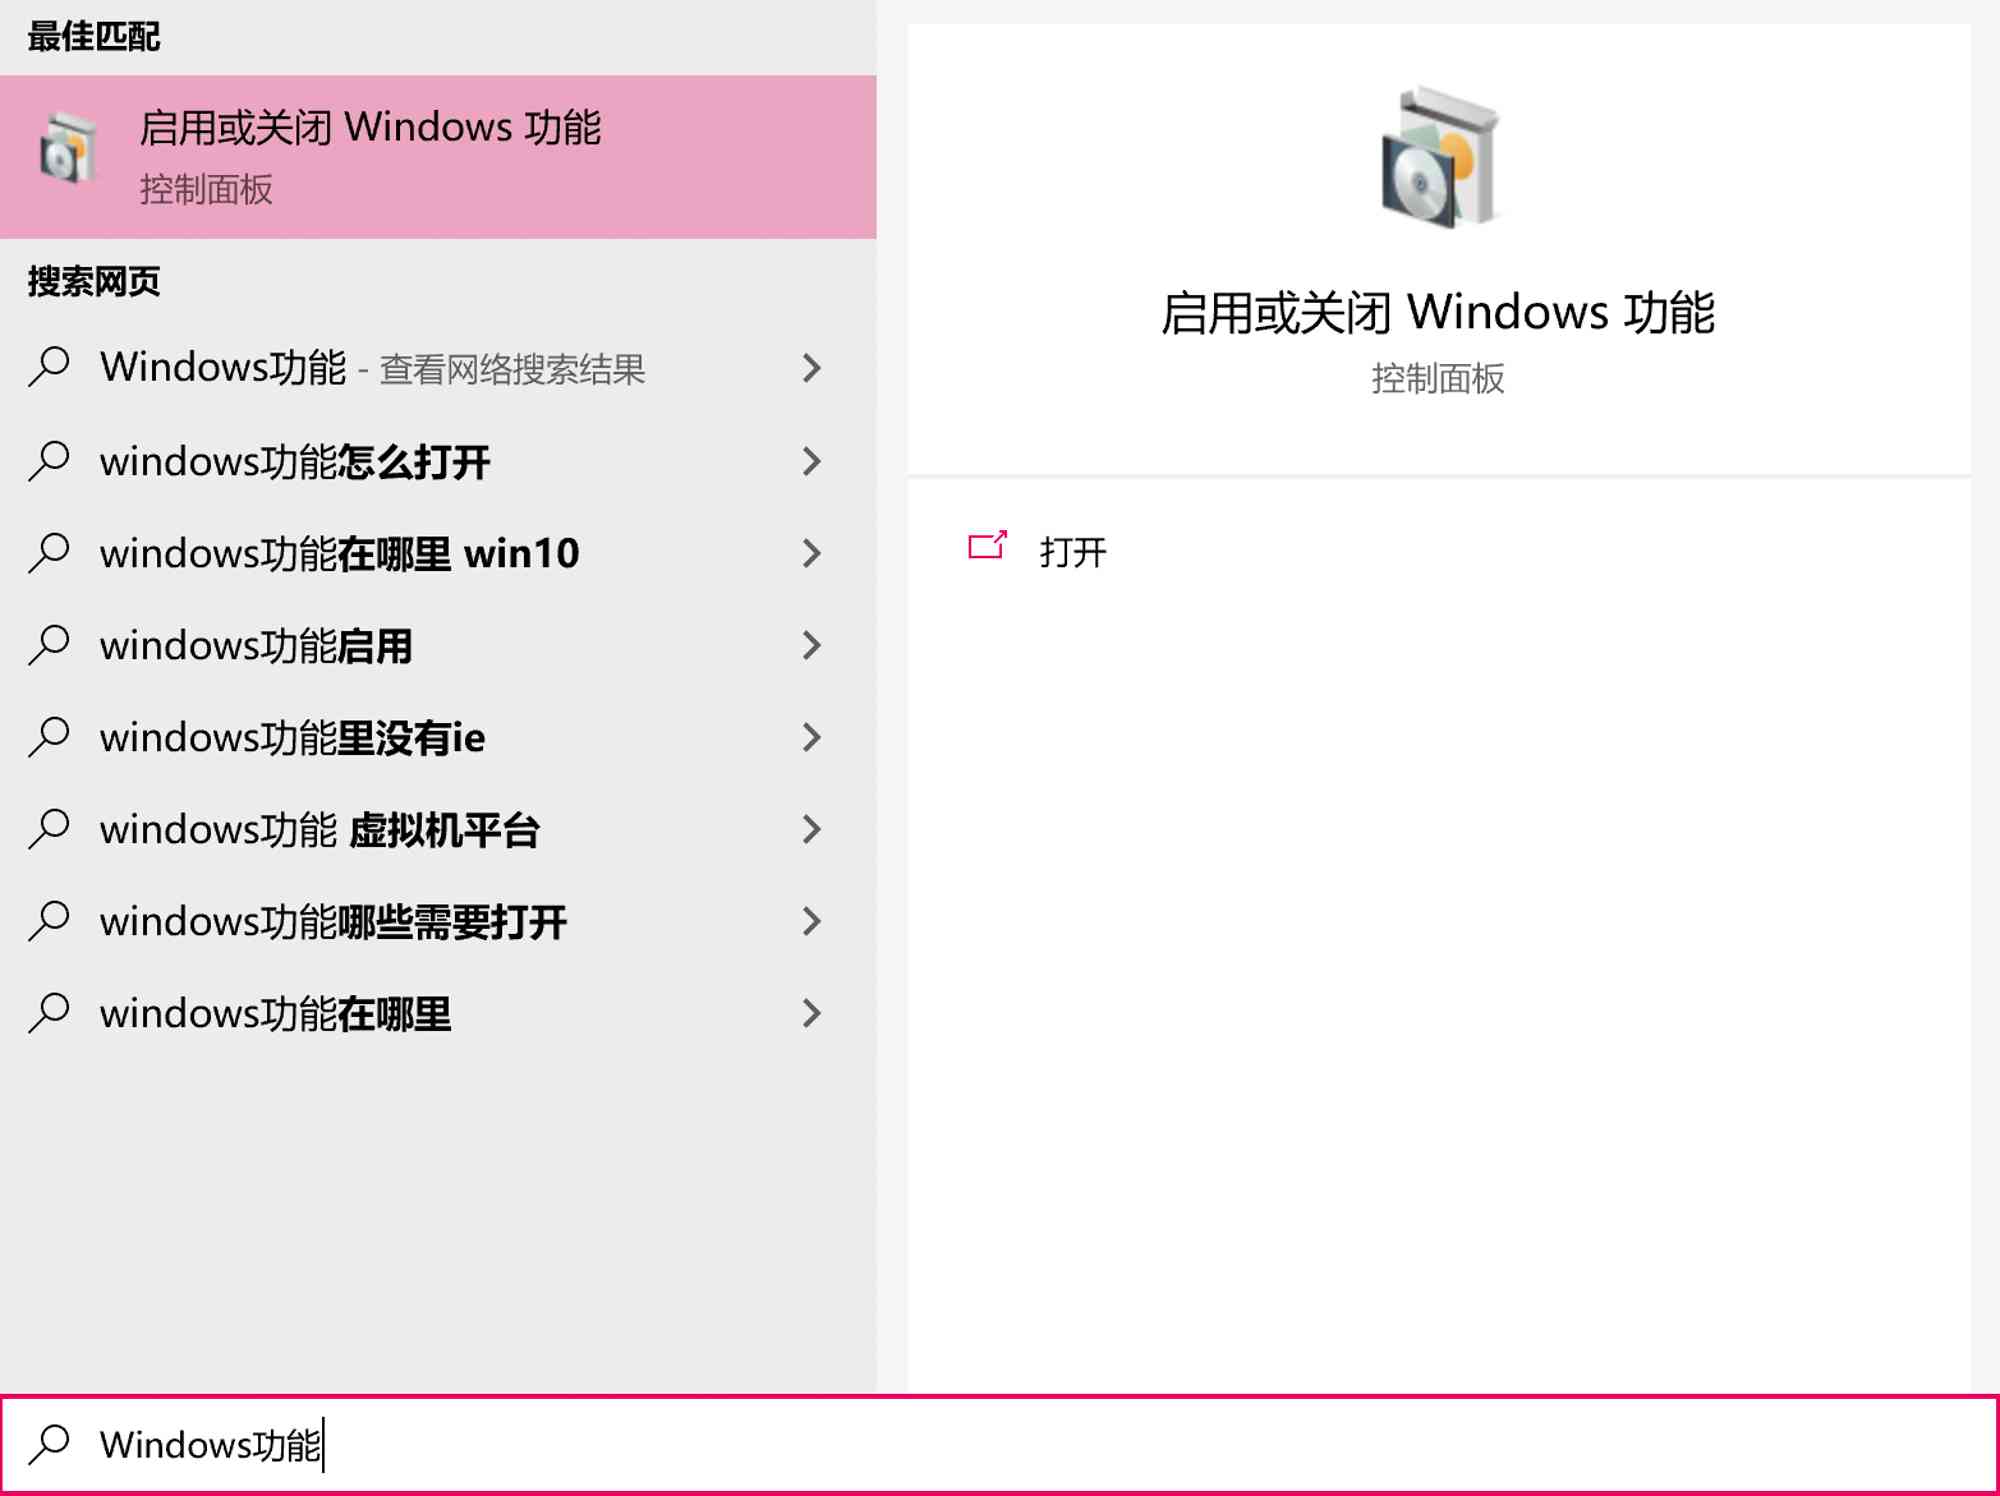 最佳匹配
启用或关闭 Windows 功能
控制面板
搜索网页
Windows功能 - 查看网络搜索结果
windows功能怎么打开
windows功能在哪里 win10
windows功能启用
windows功能里没有ie
windows功能 虚拟机平台
windows功能哪些需要打开
windows功能在哪里
启用或关闭 Windows 功能
控制面板
打开
Windows功能